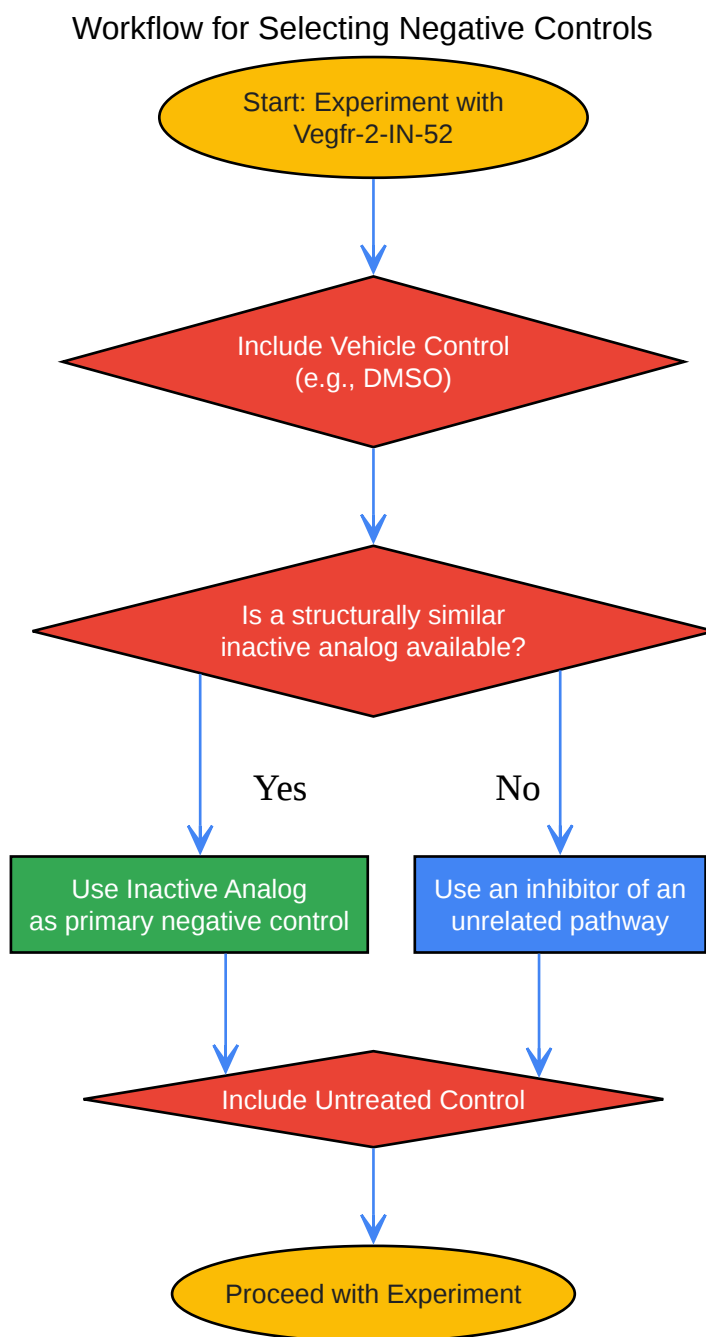 Workflow for Selecting Negative Controls
Start: Experiment with
Vegfr-2-IN-52
Include Vehicle Control
(e.g., DMSO)
Is a structurally similar
inactive analog available?
Yes
No
Use Inactive Analog
as primary negative control
Use an inhibitor of an
unrelated pathway
Include Untreated Control
Proceed with Experiment